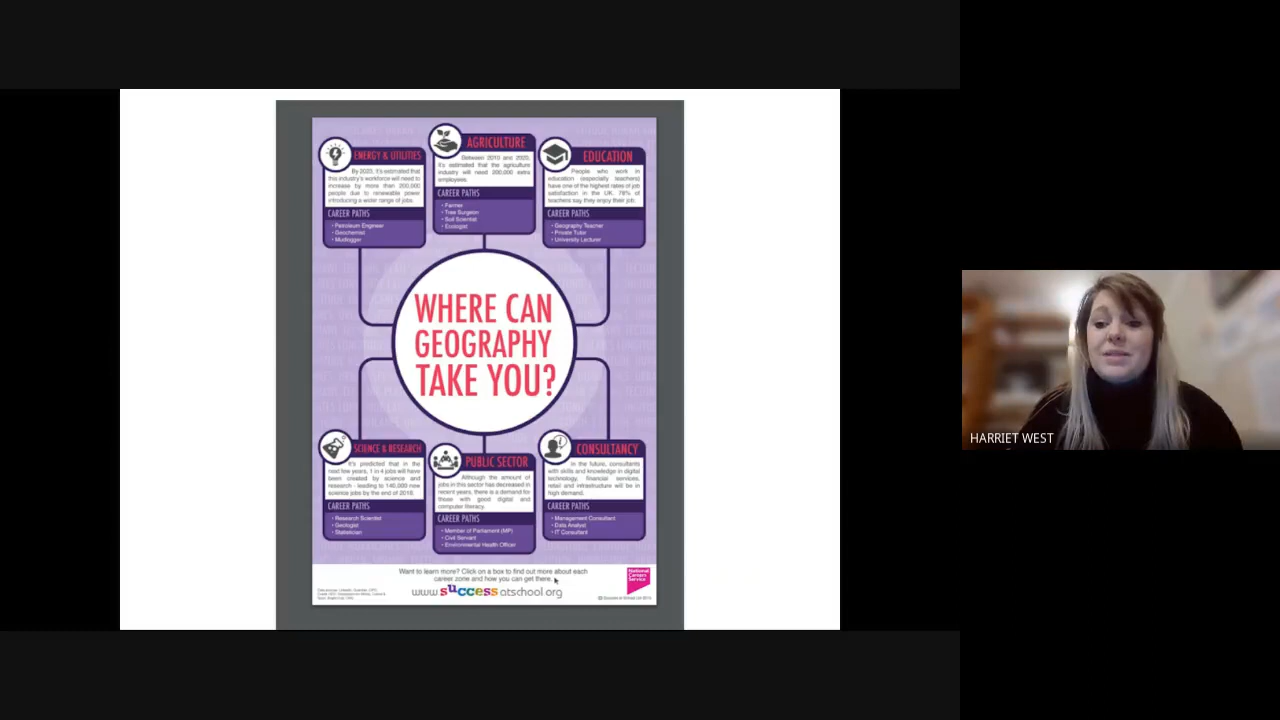 ENERGY & UTILITIES
By 2023, it's estimated that
this industry's workforce will need to
increase by more than 200,000
people due to renewable power
introducing a wider range of jobs.
CAREER PATHS
• Petroleum Engineer
• Geochemist
• Mudlogger
AGRICULTURE
Between 2010 and 2020,
it's estimated that the agriculture
industry will need 200,000 extra
employees.
CAREER PATHS
• Farmer
• Tree Surgeon
• Soil Scientist
• Ecologist
EDUCATION
People who work in
education (especially teachers)
have one of the highest rates of job
satisfaction in the UK. 78% of
teachers say they enjoy their job.
CAREER PATHS
• Geography Teacher
• Private Tutor
• University Lecturer
WHERE CAN
GEOGRAPHY
TAKE YOU?
SCIENCE & RESEARCH
It's predicted that in the
next few years, 1 in 4 jobs will have
been created by science and
research - leading to 140,000 new
science jobs by the end of 2018.
CAREER PATHS
• Research Scientist
• Geologist
• Statistician
PUBLIC SECTOR
Although the amount of
jobs in this sector has decreased in
recent years, there is a demand for
those with good digital and
computer literacy.
CAREER PATHS
• Member of Parliament (MP)
• Civil Servant
• Environmental Health Officer
CONSULTANCY
In the future, consultants
with skills and knowledge in digital
technology, financial services,
retail and infrastructure will be in
high demand.
CAREER PATHS
• Management Consultant
• Data Analyst
• IT Consultant
Want to learn more? Click on a box to find out more about each
career zone and how you can get there.
www.successatschool.org
National
Careers
Service
HARRIET WEST